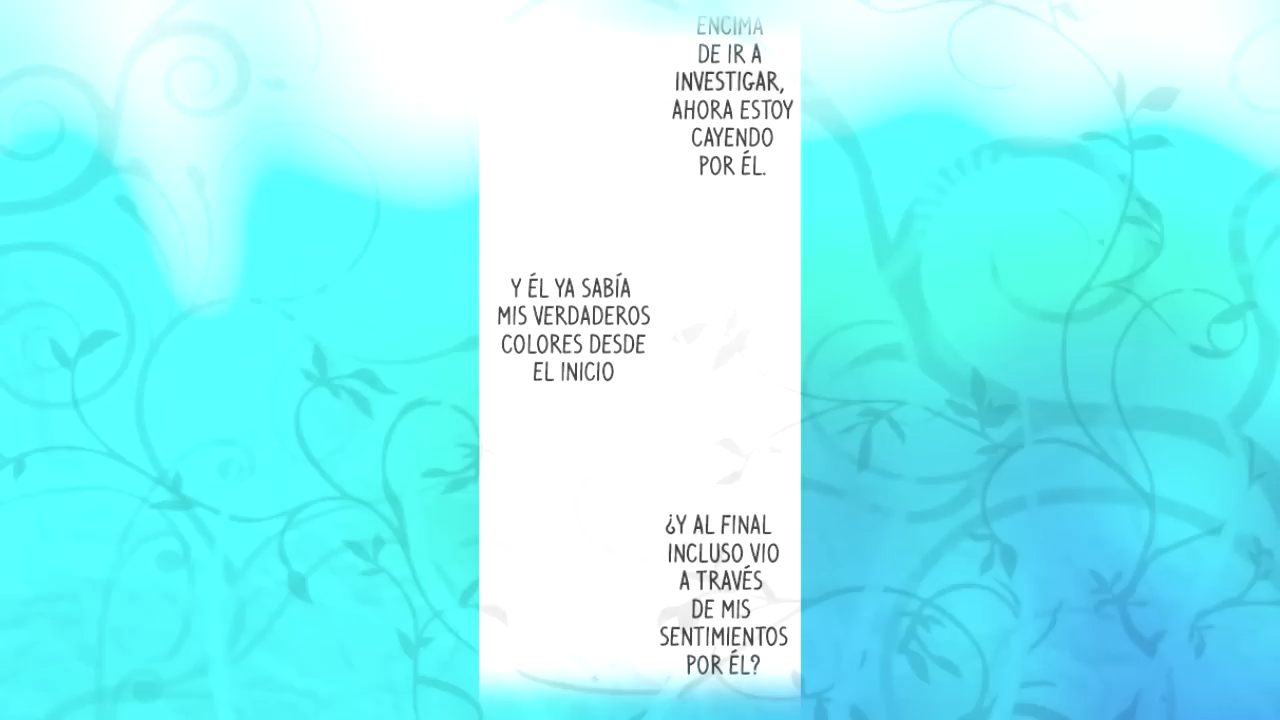 ENCIMA
DE IR A
INVESTIGAR,
AHORA ESTOY
CAYENDO
POR ÉL.
Y ÉL YA SABÍA
MIS VERDADEROS
COLORES DESDE
EL INICIO
¿Y AL FINAL
INCLUSO VIO
A TRAVÉS
DE MIS
SENTIMIENTOS
POR ÉL?